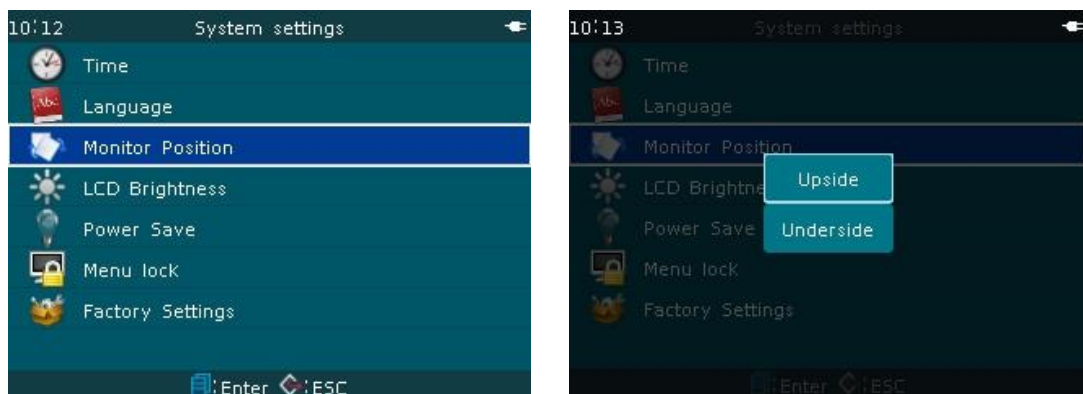 10:12 System settings
Time
Abc
Language
Monitor Position
LCD Brightness
Power Save
Menu lock
Factory Settings
:Enter :ESC
10:13 System settings
Time
Abc
Language
Monitor Position
LCD Brightne
Power Save
Menu lock
Factory Settings
Upside
Underside
:Enter :ESC